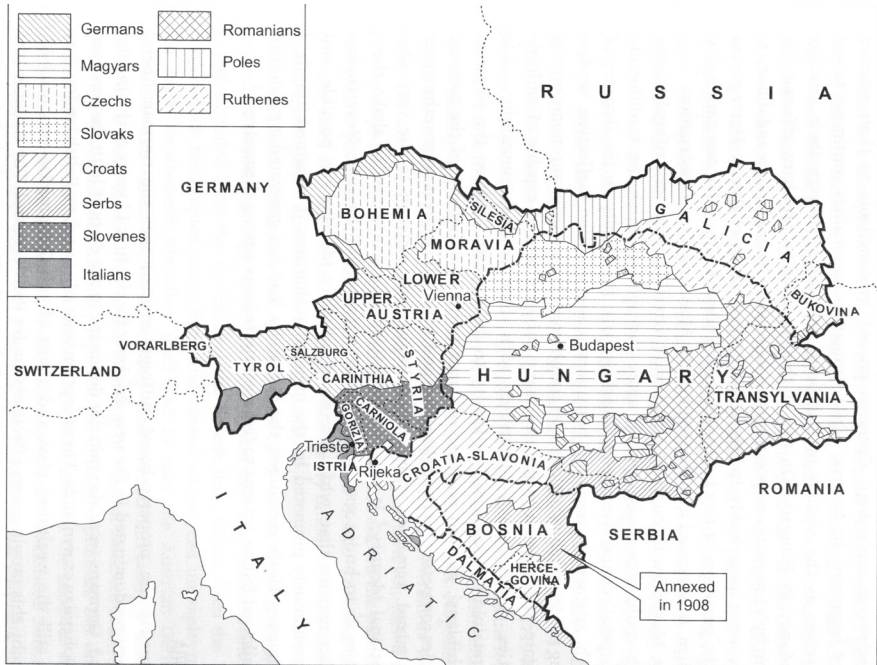 Germans
Magyars
Czechs
Slovaks
Croats
Serbs
Slovenes
Italians
Romanians
Poles
Ruthenes
RUSSIA
GERMANY
BOHEMIA
SILESIA
MORAVIA
GALICIA
BUKOVINA
LOWER
Vienna
UPPER
AUSTRIA
VORARLBERG
TYROL
SALZBURG
STYRIA
CARINTHIA
SWITZERLAND
Budapest
HUNGARY
TRANSYLVANIA
CARNIOLA
GORIZIA
Trieste
ISTRIA
Rijeka
CROATIA-SLAVONIA
ROMANIA
ITALY
ADRIATIC
BOSNIA
SERBIA
DALMATIA
HERCE-
GOVINA
Annexed
in 1908